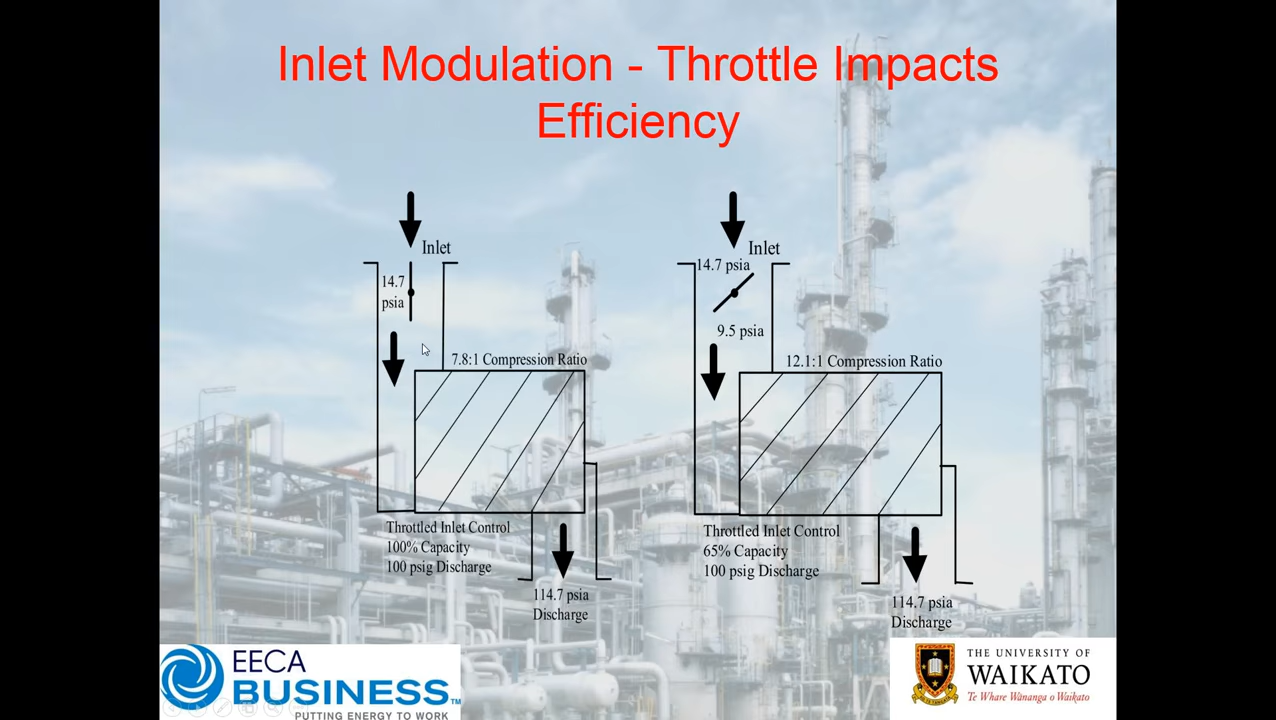 Inlet Modulation - Throttle Impacts
Efficiency
Inlet
14.7
psia
7.8:1 Compression Ratio
Throttled Inlet Control
100% Capacity
100 psig Discharge
114.7 psia
Discharge
Inlet
14.7 psia
9.5 psia
12.1:1 Compression Ratio
Throttled Inlet Control
65% Capacity
100 psig Discharge
114.7 psia
Discharge
EECA
BUSINESS™
PUTTING ENERGY TO WORK
THE UNIVERSITY OF
WAIKATO
Te Whare Wānanga o Waikato